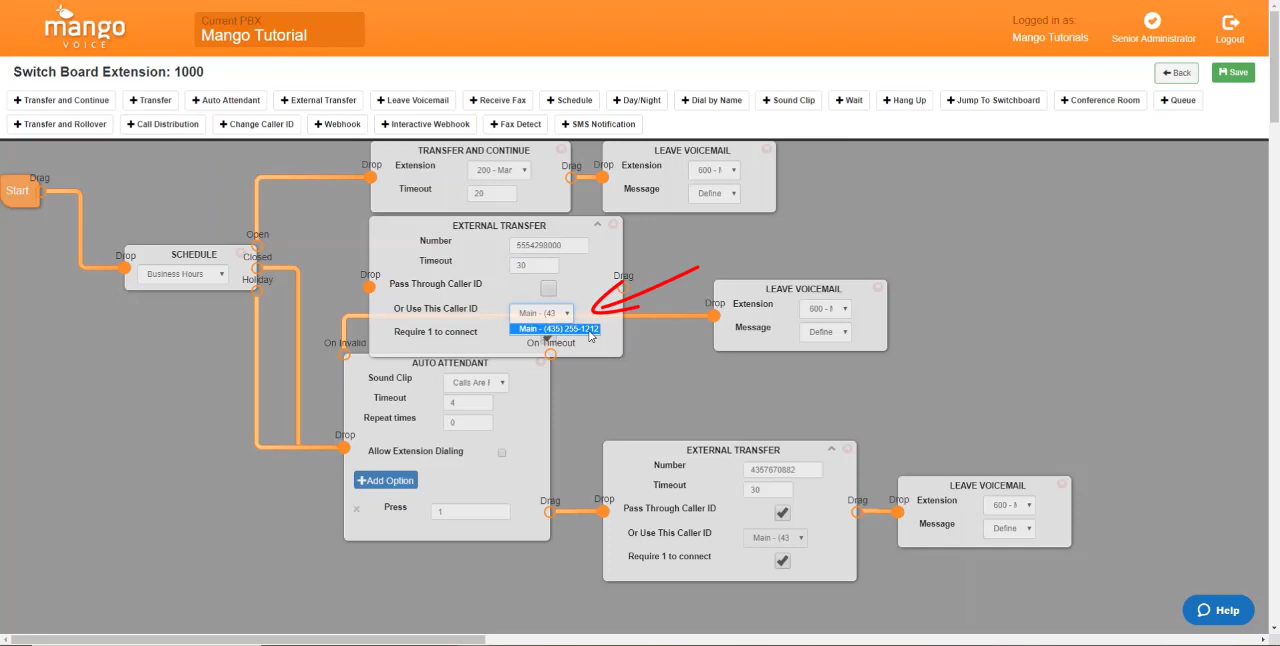 mango
VOICE
Current PBX
Mango Tutorial
Logged in as:
Mango Tutorials
Senior Administrator
Logout
Switch Board Extension: 1000
Back
Save
+ Transfer and Continue
+ Transfer
+ Auto Attendant
+ External Transfer
+ Leave Voicemail
+ Receive Fax
+ Schedule
+ Day/Night
+ Dial by Name
+ Sound Clip
+ Wait
+ Hang Up
+ Jump To Switchboard
+ Conference Room
+ Queue
+ Transfer and Rollover
+ Call Distribution
+ Change Caller ID
+ Webhook
+ Interactive Webhook
+ Fax Detect
+ SMS Notification
Start
Drag
Drop
SCHEDULE
Business Hours
Open
Closed
Holiday
Drop
TRANSFER AND CONTINUE
Extension
200 - Mar
Timeout
20
Drag
Drop
LEAVE VOICEMAIL
Extension
600 -
Message
Define
EXTERNAL TRANSFER
Number
5554298000
Timeout
30
Drop
Pass Through Caller ID
Drag
Or Use This Caller ID
Main - (43
Main - (435) 255-1212
Require 1 to connect
Drop
LEAVE VOICEMAIL
Extension
600 -
Message
Define
On Invalid
On Timeout
AUTO ATTENDANT
Sound Clip
Calls Are
Timeout
4
Repeat times
0
Drop
Allow Extension Dialing
+Add Option
Press
1
Drag
Drop
EXTERNAL TRANSFER
Number
4357670882
Timeout
30
Pass Through Caller ID
Or Use This Caller ID
Main - (43
Require 1 to connect
Drag
Drop
LEAVE VOICEMAIL
Extension
600 -
Message
Define
Help